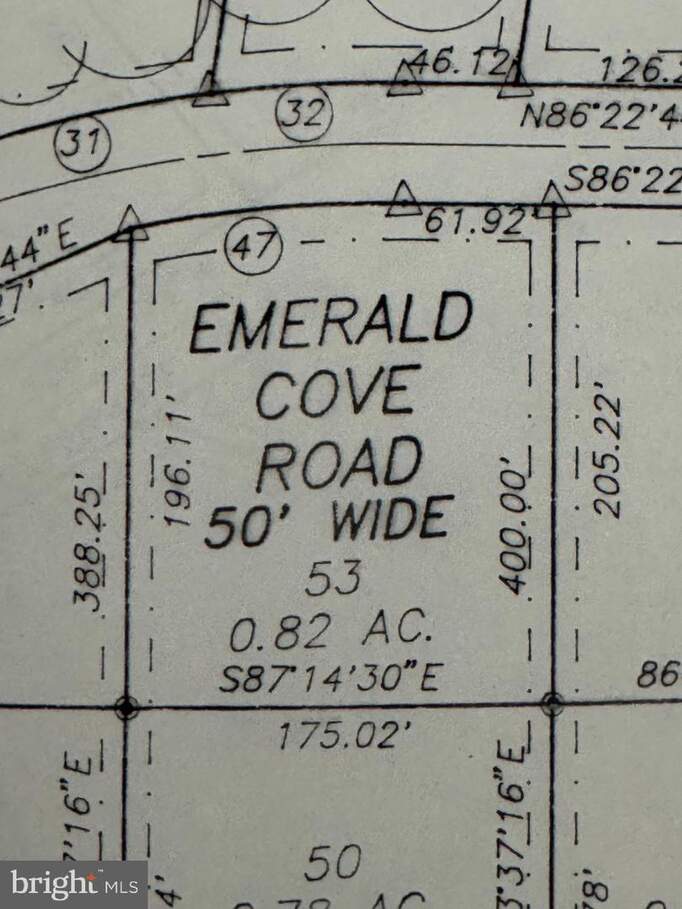 46.12'
32
31
N86°22'4
S86°22
61.92'
44"E
27'.
47
EMERALD
COVE
ROAD
50' WIDE
196.11'
388.25'
400.00'
205.22'
53
0.82 AC.
S87°14'30"E
175.02'
86
7'16"E
3°37'16"E
50
bright MLS